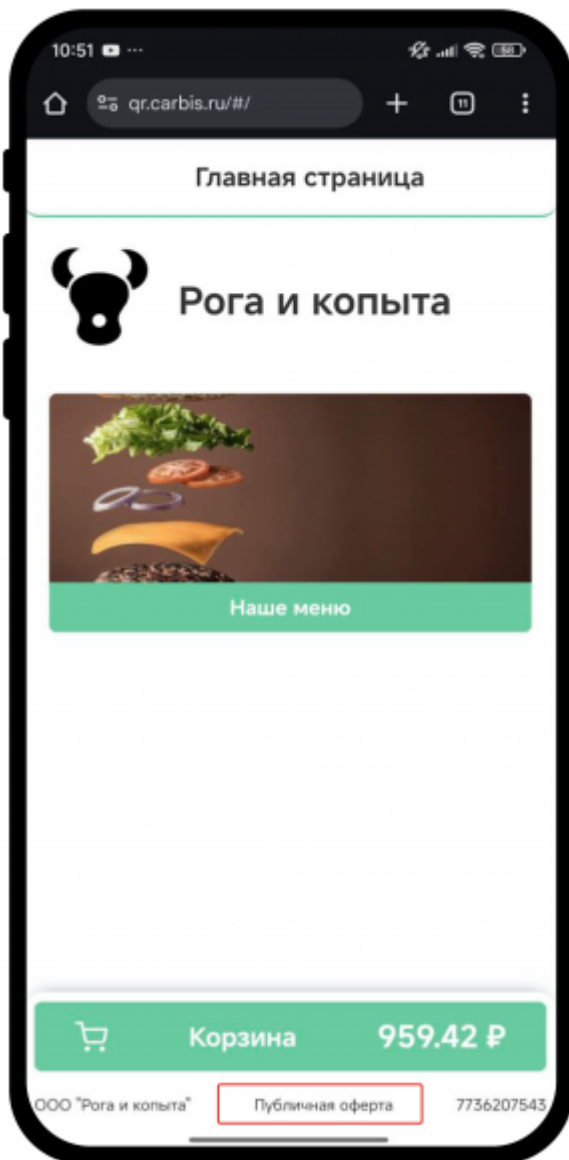 10:51
58
qr.carbis.ru/#/
11
Главная страница
Рога и копыта
Наше меню
Корзина 959.42 ₽
ООО "Рога и копыта" Публичная оферта 7736207543